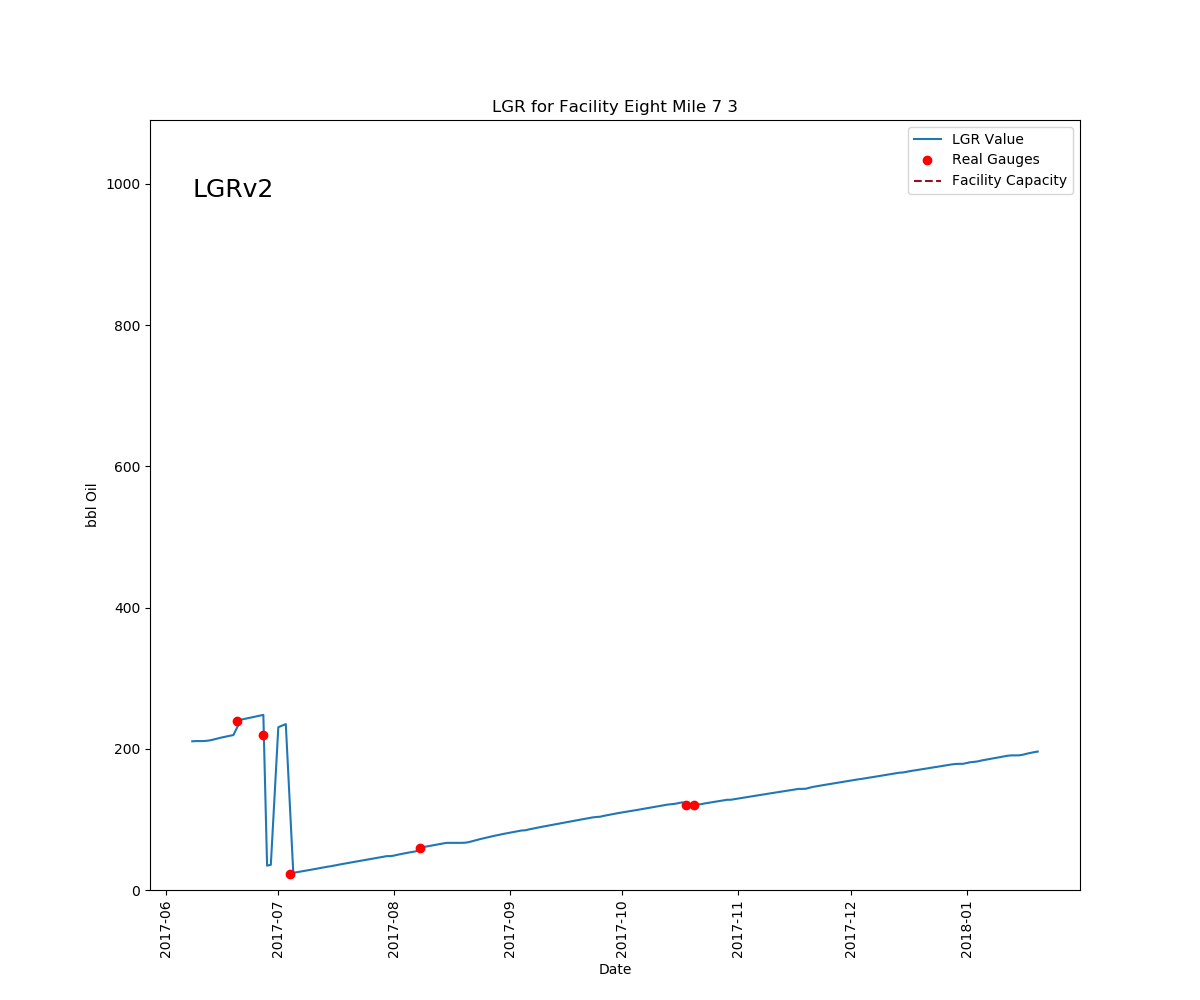 LGR for Facility Eight Mile 7 3
LGRv2
LGR Value
Real Gauges
Facility Capacity
bbl Oil
1000
800
600
400
200
0
2017-06
2017-07
2017-08
2017-09
2017-10
2017-11
2017-12
2018-01
Date